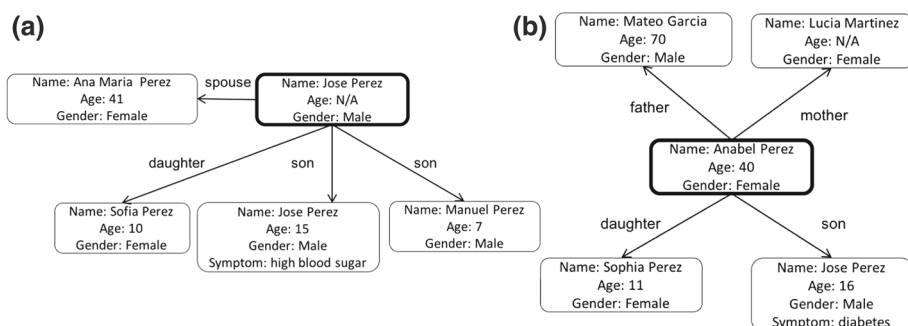 (a)
Name: Ana Maria Perez
Age: 41
Gender: Female
spouse
Name: Jose Perez
Age: N/A
Gender: Male
daughter
son
son
Name: Sofia Perez
Age: 10
Gender: Female
Name: Jose Perez
Age: 15
Gender: Male
Symptom: high blood sugar
Name: Manuel Perez
Age: 7
Gender: Male
(b)
Name: Mateo Garcia
Age: 70
Gender: Male
Name: Lucia Martinez
Age: N/A
Gender: Female
father
mother
Name: Anabel Perez
Age: 40
Gender: Female
daughter
son
Name: Sophia Perez
Age: 11
Gender: Female
Name: Jose Perez
Age: 16
Gender: Male
Symptom: diabetes